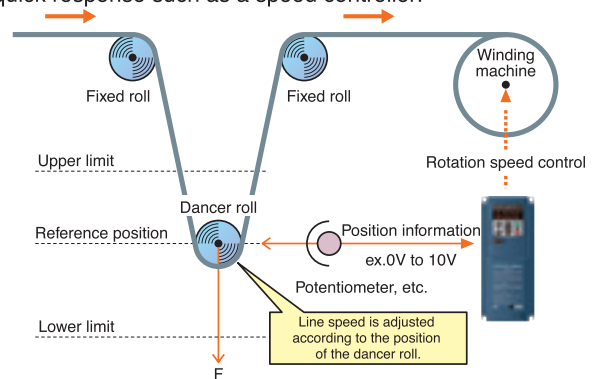 quick response such as a speed controller.
Winding
machine
Fixed roll
Fixed roll
Upper limit
Rotation speed control
Dancer roll
Reference position
Position information
ex.0V to 10V
Potentiometer, etc.
Line speed is adjusted
according to the position
of the dancer roll.
Lower limit
F